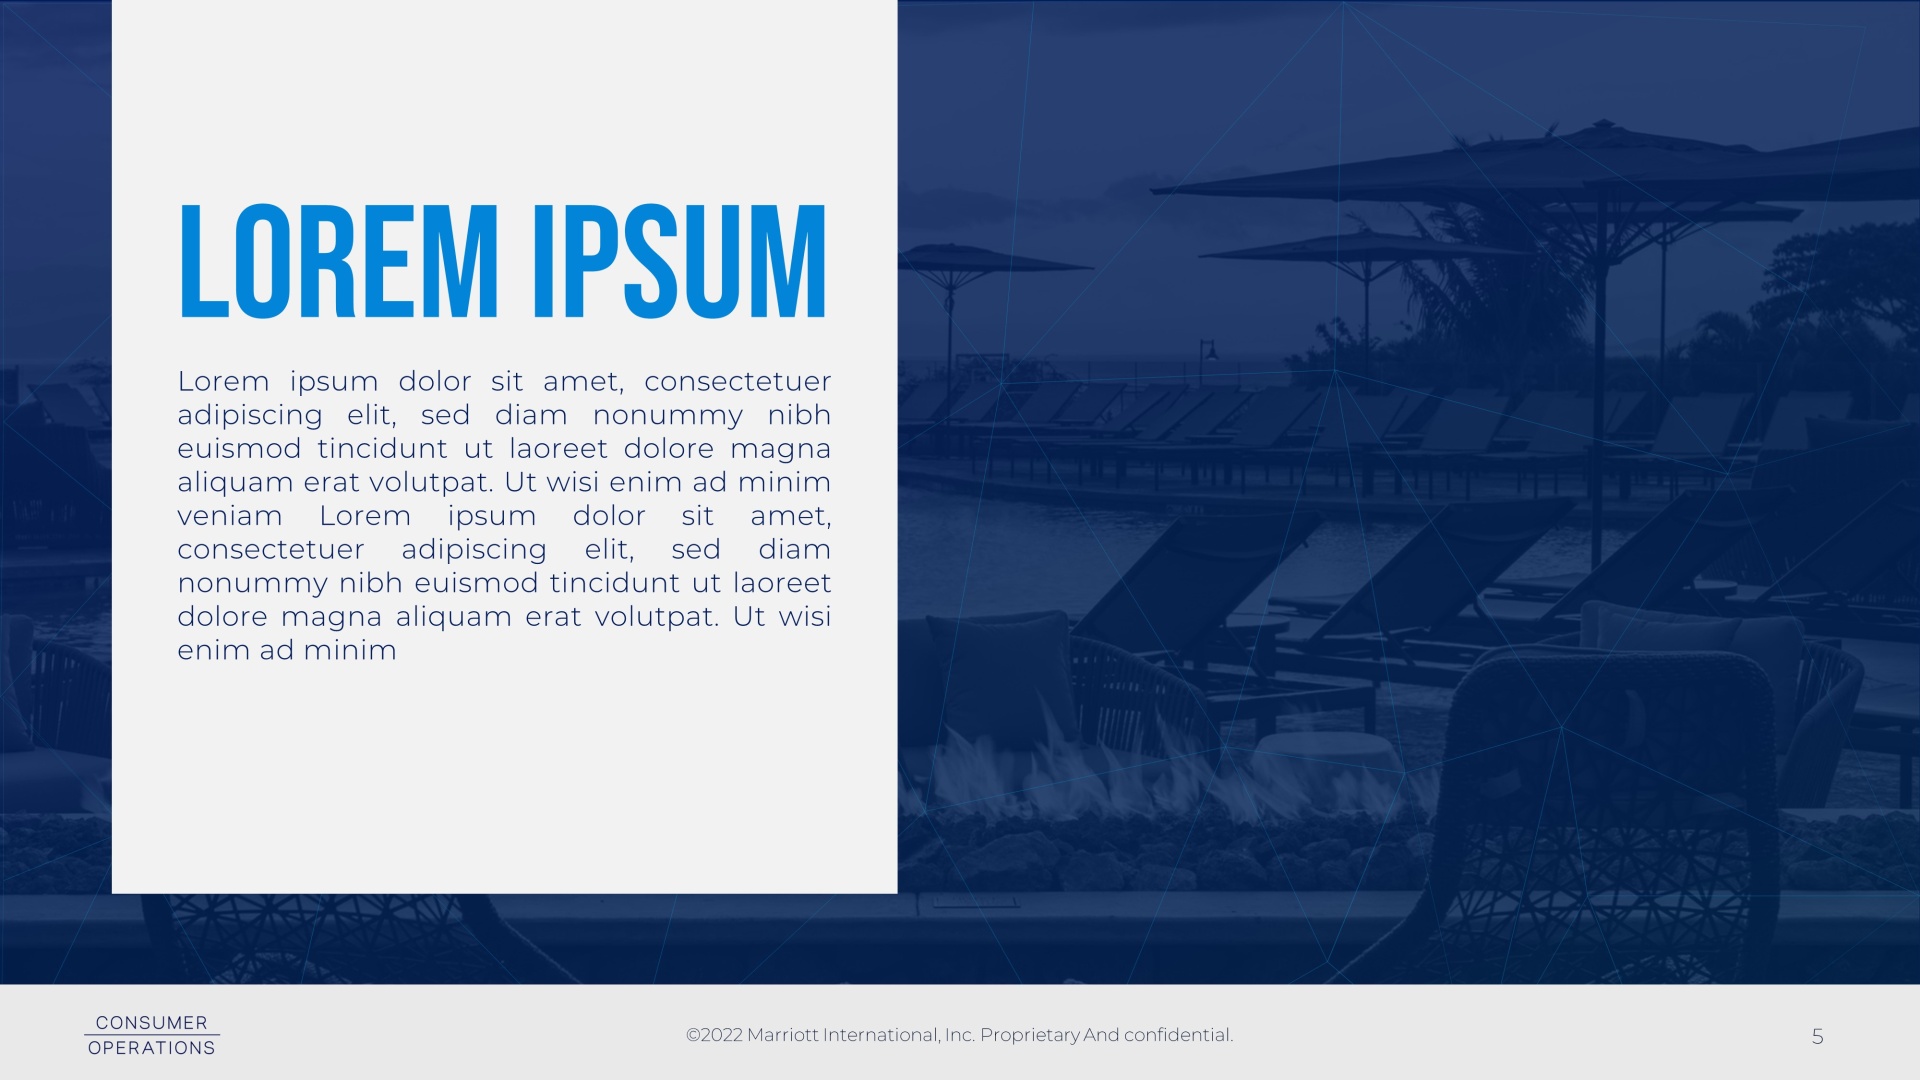 LOREM IPSUM
Lorem ipsum dolor sit amet, consectetuer
adipiscing elit, sed diam nonummy nibh
euismod tincidunt ut laoreet dolore magna
aliquam erat volutpat. Ut wisi enim ad minim
veniam Lorem ipsum dolor sit amet,
consectetuer adipiscing elit, sed diam
nonummy nibh euismod tincidunt ut laoreet
dolore magna aliquam erat volutpat. Ut wisi
enim ad minim
CONSUMER
OPERATIONS
©2022 Marriott International, Inc. Proprietary And confidential.
5